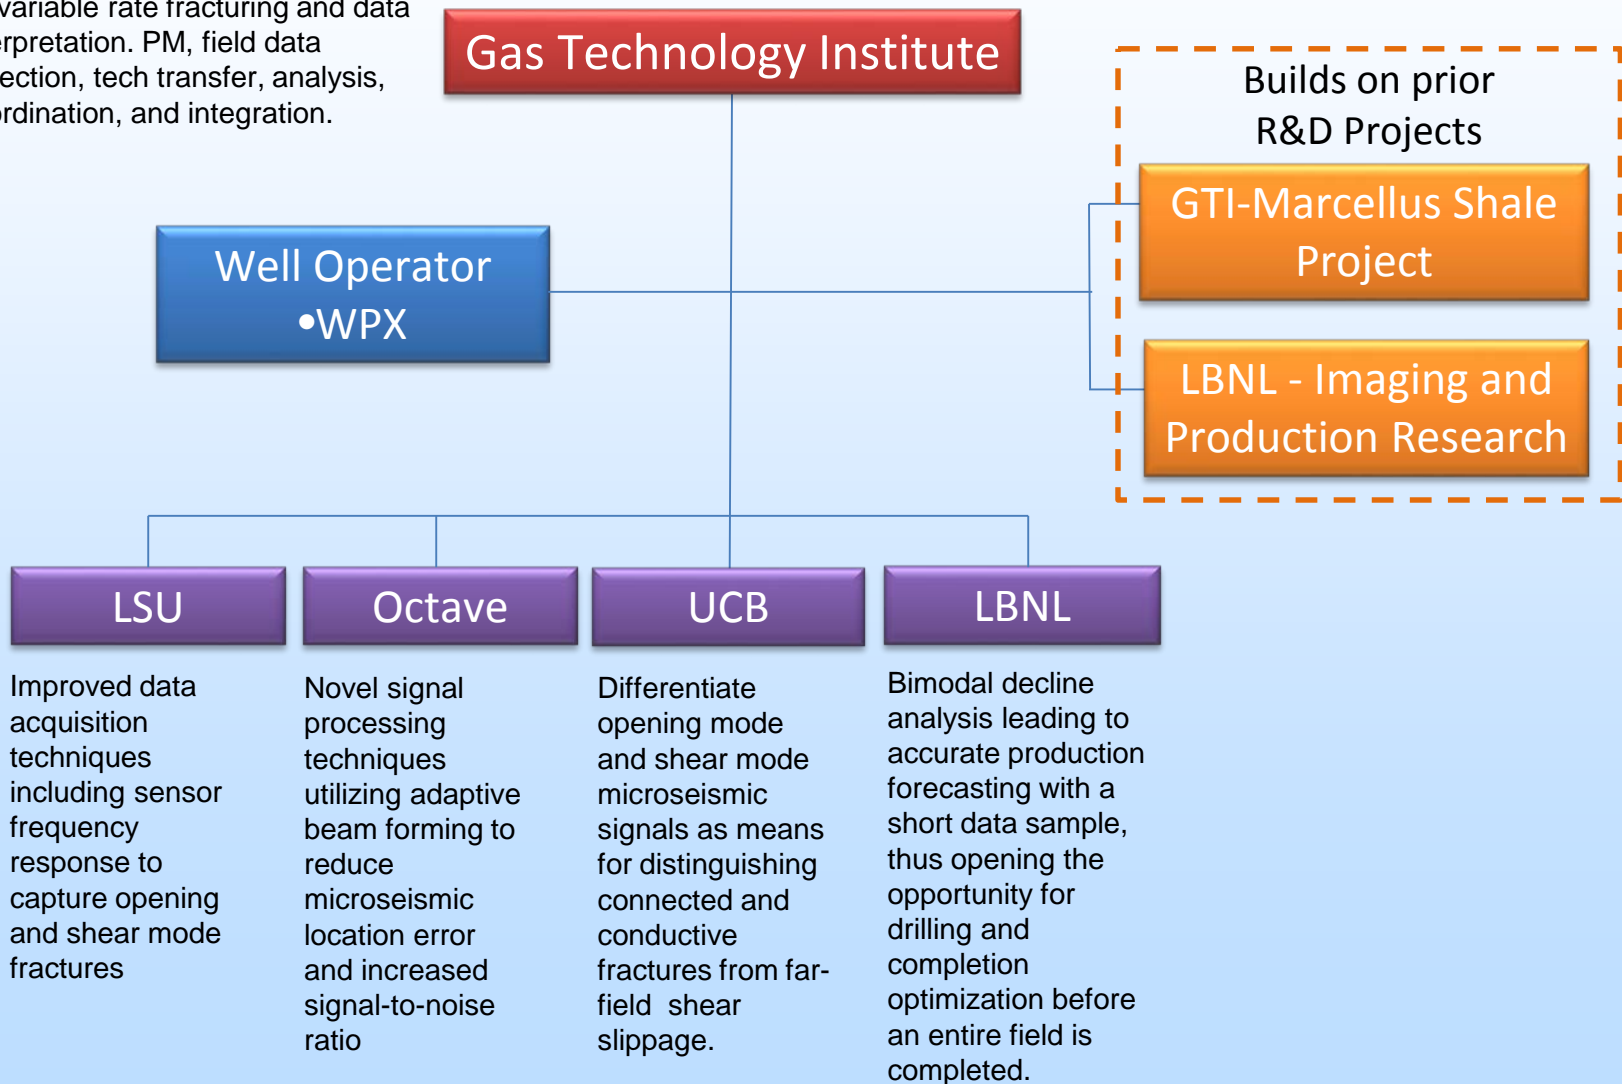 variable rate fracturing and data
PM, field data
tech transfer, analysis,
and integration.
Gas Technology Institute
Builds on prior
R&D Projects
GTI-Marcellus Shale
Project
LBNL - Imaging and
Production Research
Well Operator
•WPX
LSU
Improved data
acquisition
techniques
including sensor
frequency
response to
capture opening
and shear mode
fractures
Octave
Novel signal
processing
techniques
utilizing adaptive
beam forming to
reduce
microseismic
location error
and increased
signal-to-noise
ratio
UCB
Differentiate
opening mode
and shear mode
microseismic
signals as means
for distinguishing
connected and
conductive
fractures from far-
field  shear
slippage.
LBNL
Bimodal decline
analysis leading to
accurate production
forecasting with a
short data sample,
thus opening the
opportunity for
drilling and
completion
optimization before
an entire field is
completed.